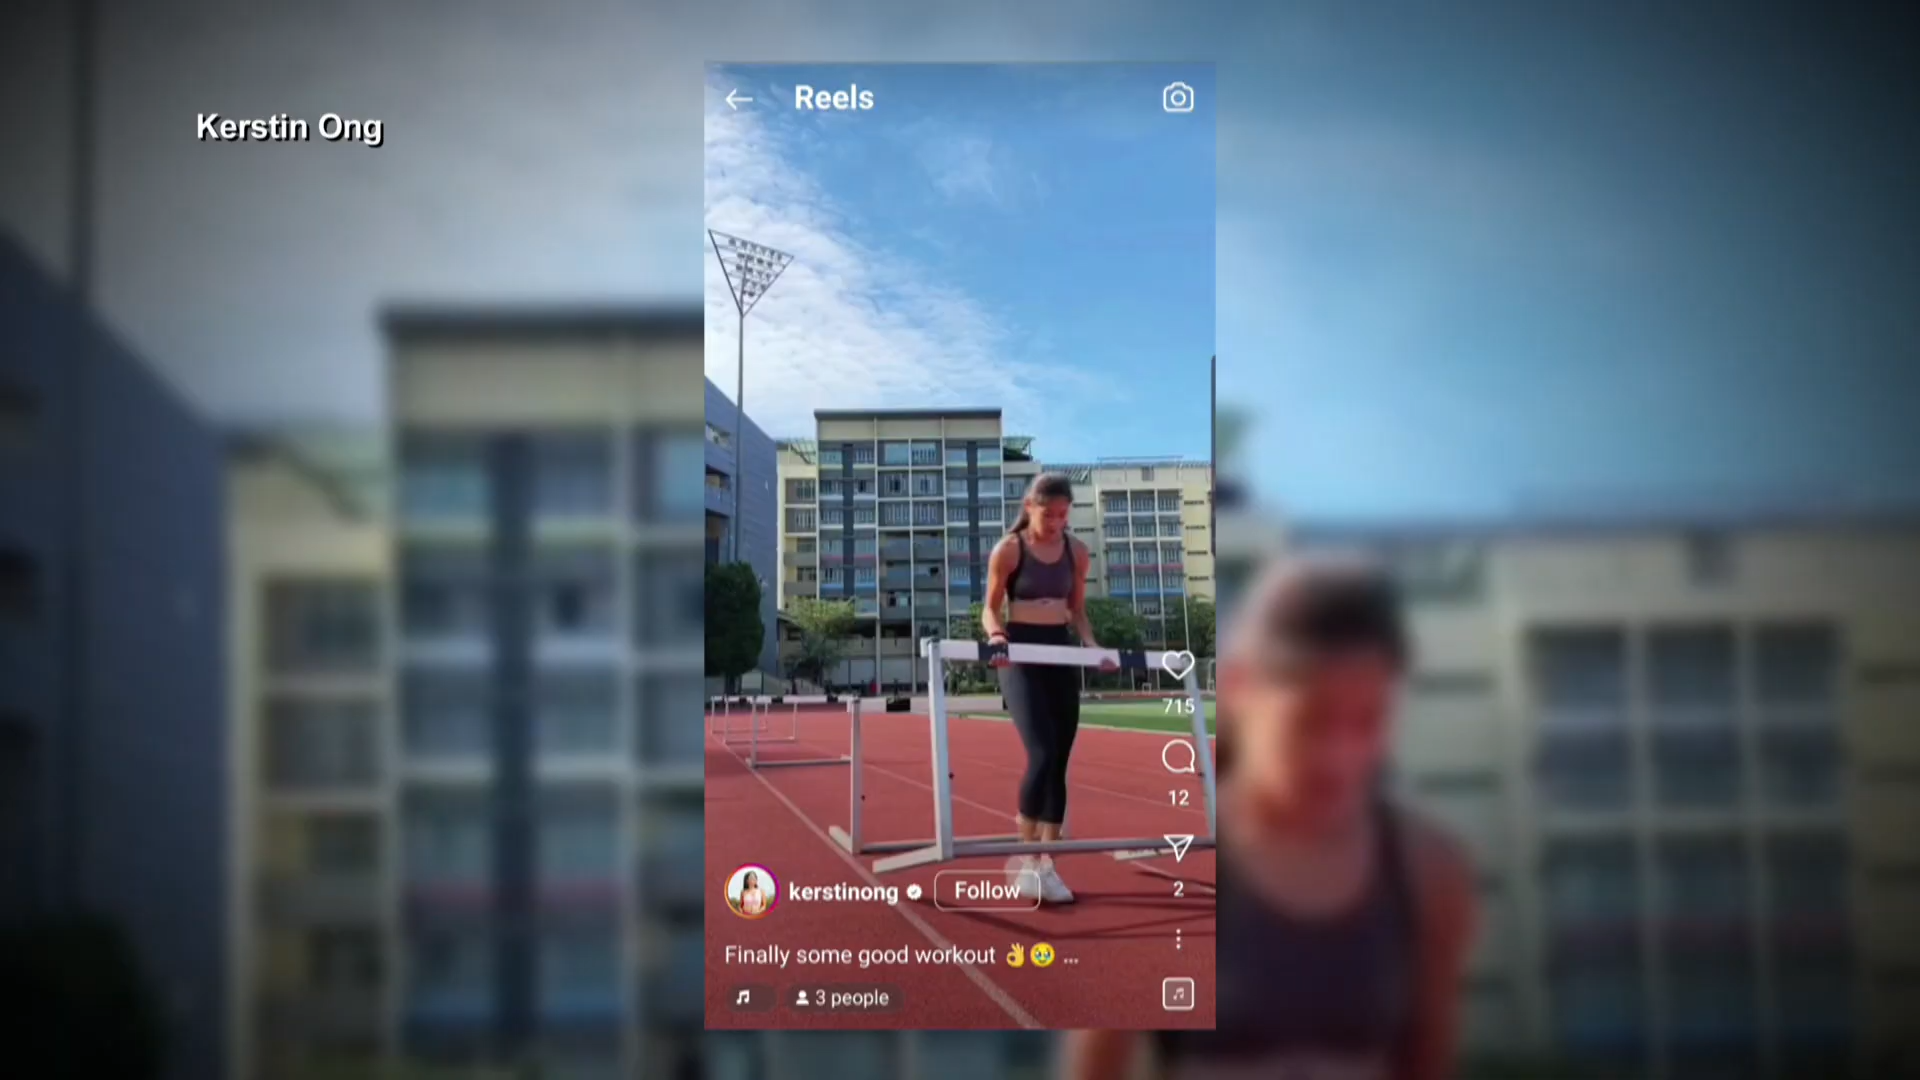 Reels
Kerstin Ong
715
12
2
kerstinong
Follow
Finally some good workout 👌🥹 ...
3 people